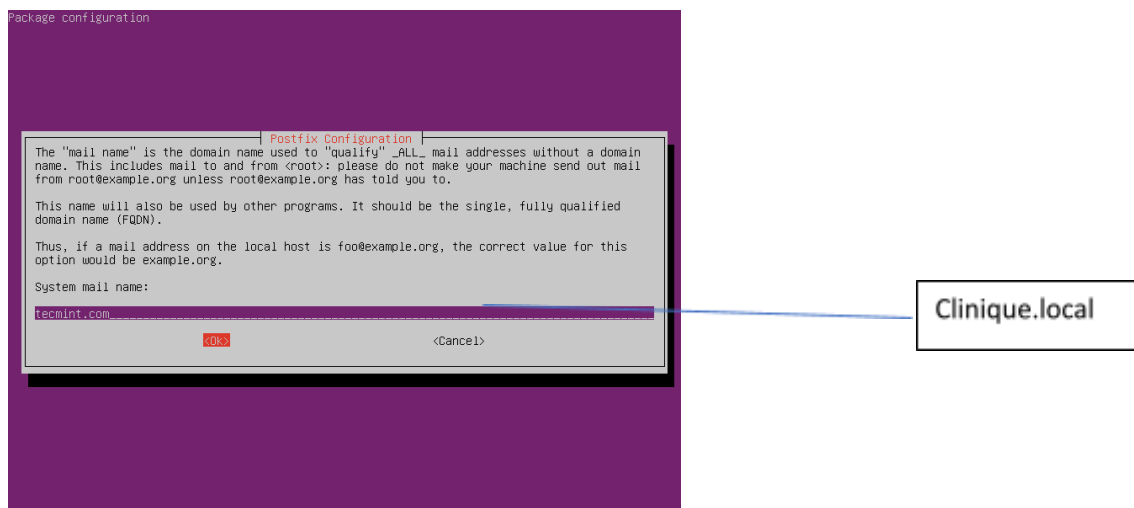 Package configuration
Postfix Configuration
The "mail name" is the domain name used to "qualify" _ALL_ mail addresses without a domain
name. This includes mail to and from <root>: please do not make your machine send out mail
from root@example.org unless root@example.org has told you to.
This name will also be used by other programs. It should be the single, fully qualified
domain name (FQDN).
Thus, if a mail address on the local host is foo@example.org, the correct value for this
option would be example.org.
System mail name:
tecmint.com
<Ok> <Cancel>
Clinique.local